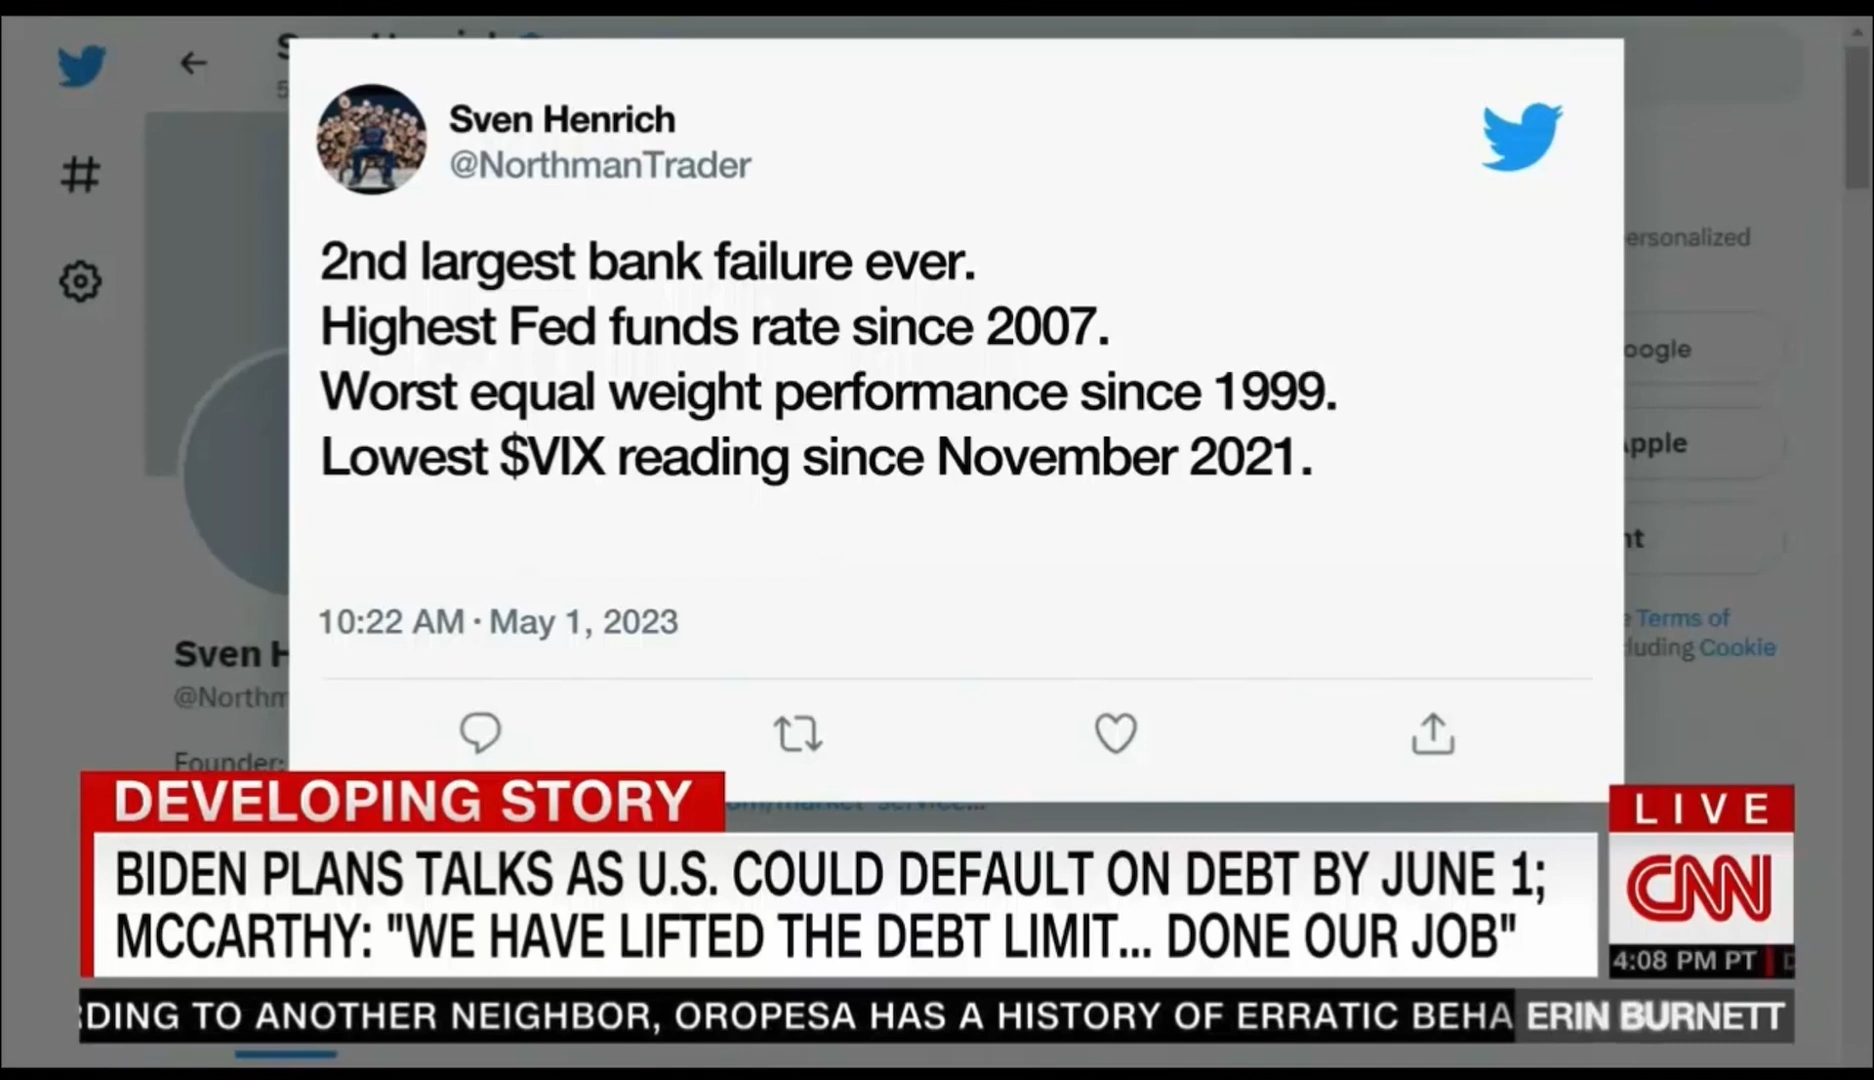 Sven Henrich
@NorthmanTrader
2nd largest bank failure ever.
Highest Fed funds rate since 2007.
Worst equal weight performance since 1999.
Lowest $VIX reading since November 2021.
10:22 AM · May 1, 2023
ersonalized
oogle
pple
nt
Terms of
luding Cookie
Sven H
@Northm
Founder:
DEVELOPING STORY
BIDEN PLANS TALKS AS U.S. COULD DEFAULT ON DEBT BY JUNE 1;
MCCARTHY: "WE HAVE LIFTED THE DEBT LIMIT... DONE OUR JOB"
LIVE
CNN
4:08 PM PT
DING TO ANOTHER NEIGHBOR, OROPESA HAS A HISTORY OF ERRATIC BEHA
ERIN BURNETT